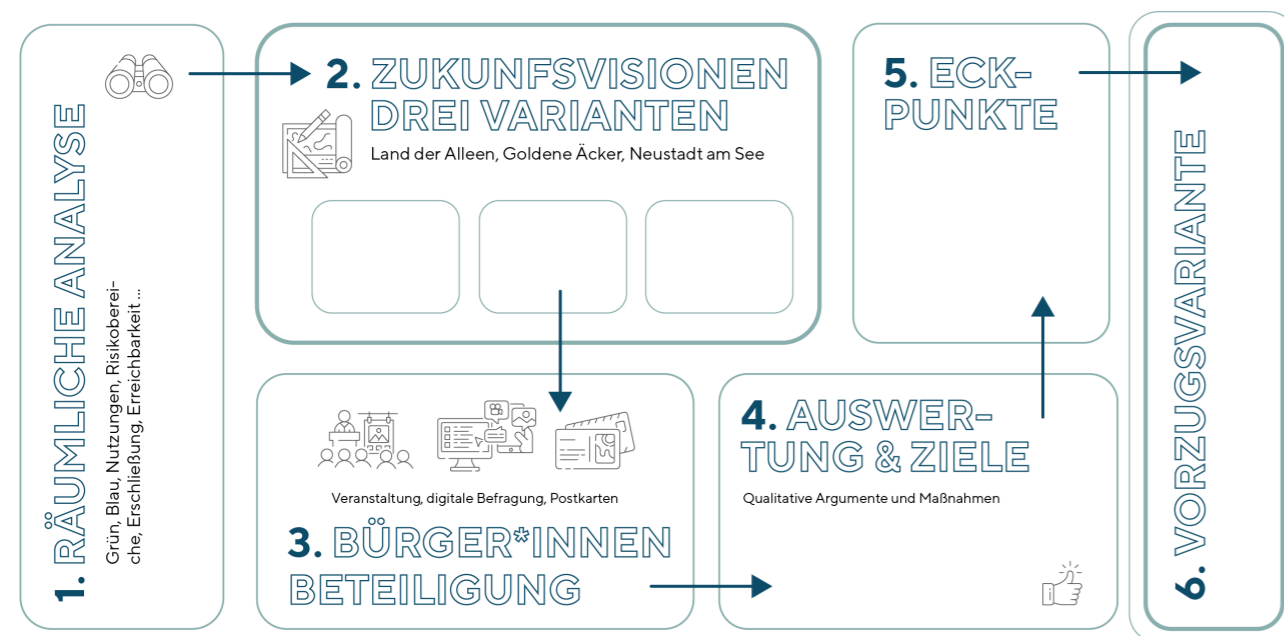 1. RÄUMLICHE ANALYSE
Grün, Blau, Nutzungen, Risikoberei-
che, Erschließung, Erreichbarkeit ...
2. ZUKUNFSVISIONEN
DREI VARIANTEN
Land der Alleen, Goldene Äcker, Neustadt am See
Veranstaltung, digitale Befragung, Postkarten
3. BÜRGER*INNEN
BETEILIGUNG
4. AUSWER-
TUNG & ZIELE
Qualitative Argumente und Maßnahmen
5. ECK-
PUNKTE
6. VORZUGSVARIANTE